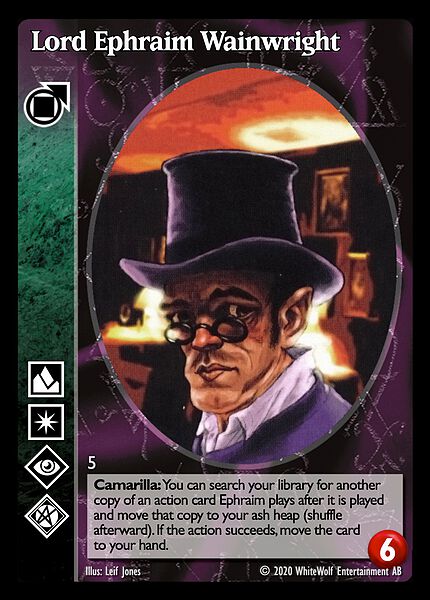 Lord Ephraim Wainwright
5
Camarilla: You can search your library for another
copy of an action card Ephraim plays after it is played
and move that copy to your ash heap (shuffle
afterward). If the action succeeds, move the card
to your hand.
6
Illus: Leif Jones © 2020 WhiteWolf Entertainment AB